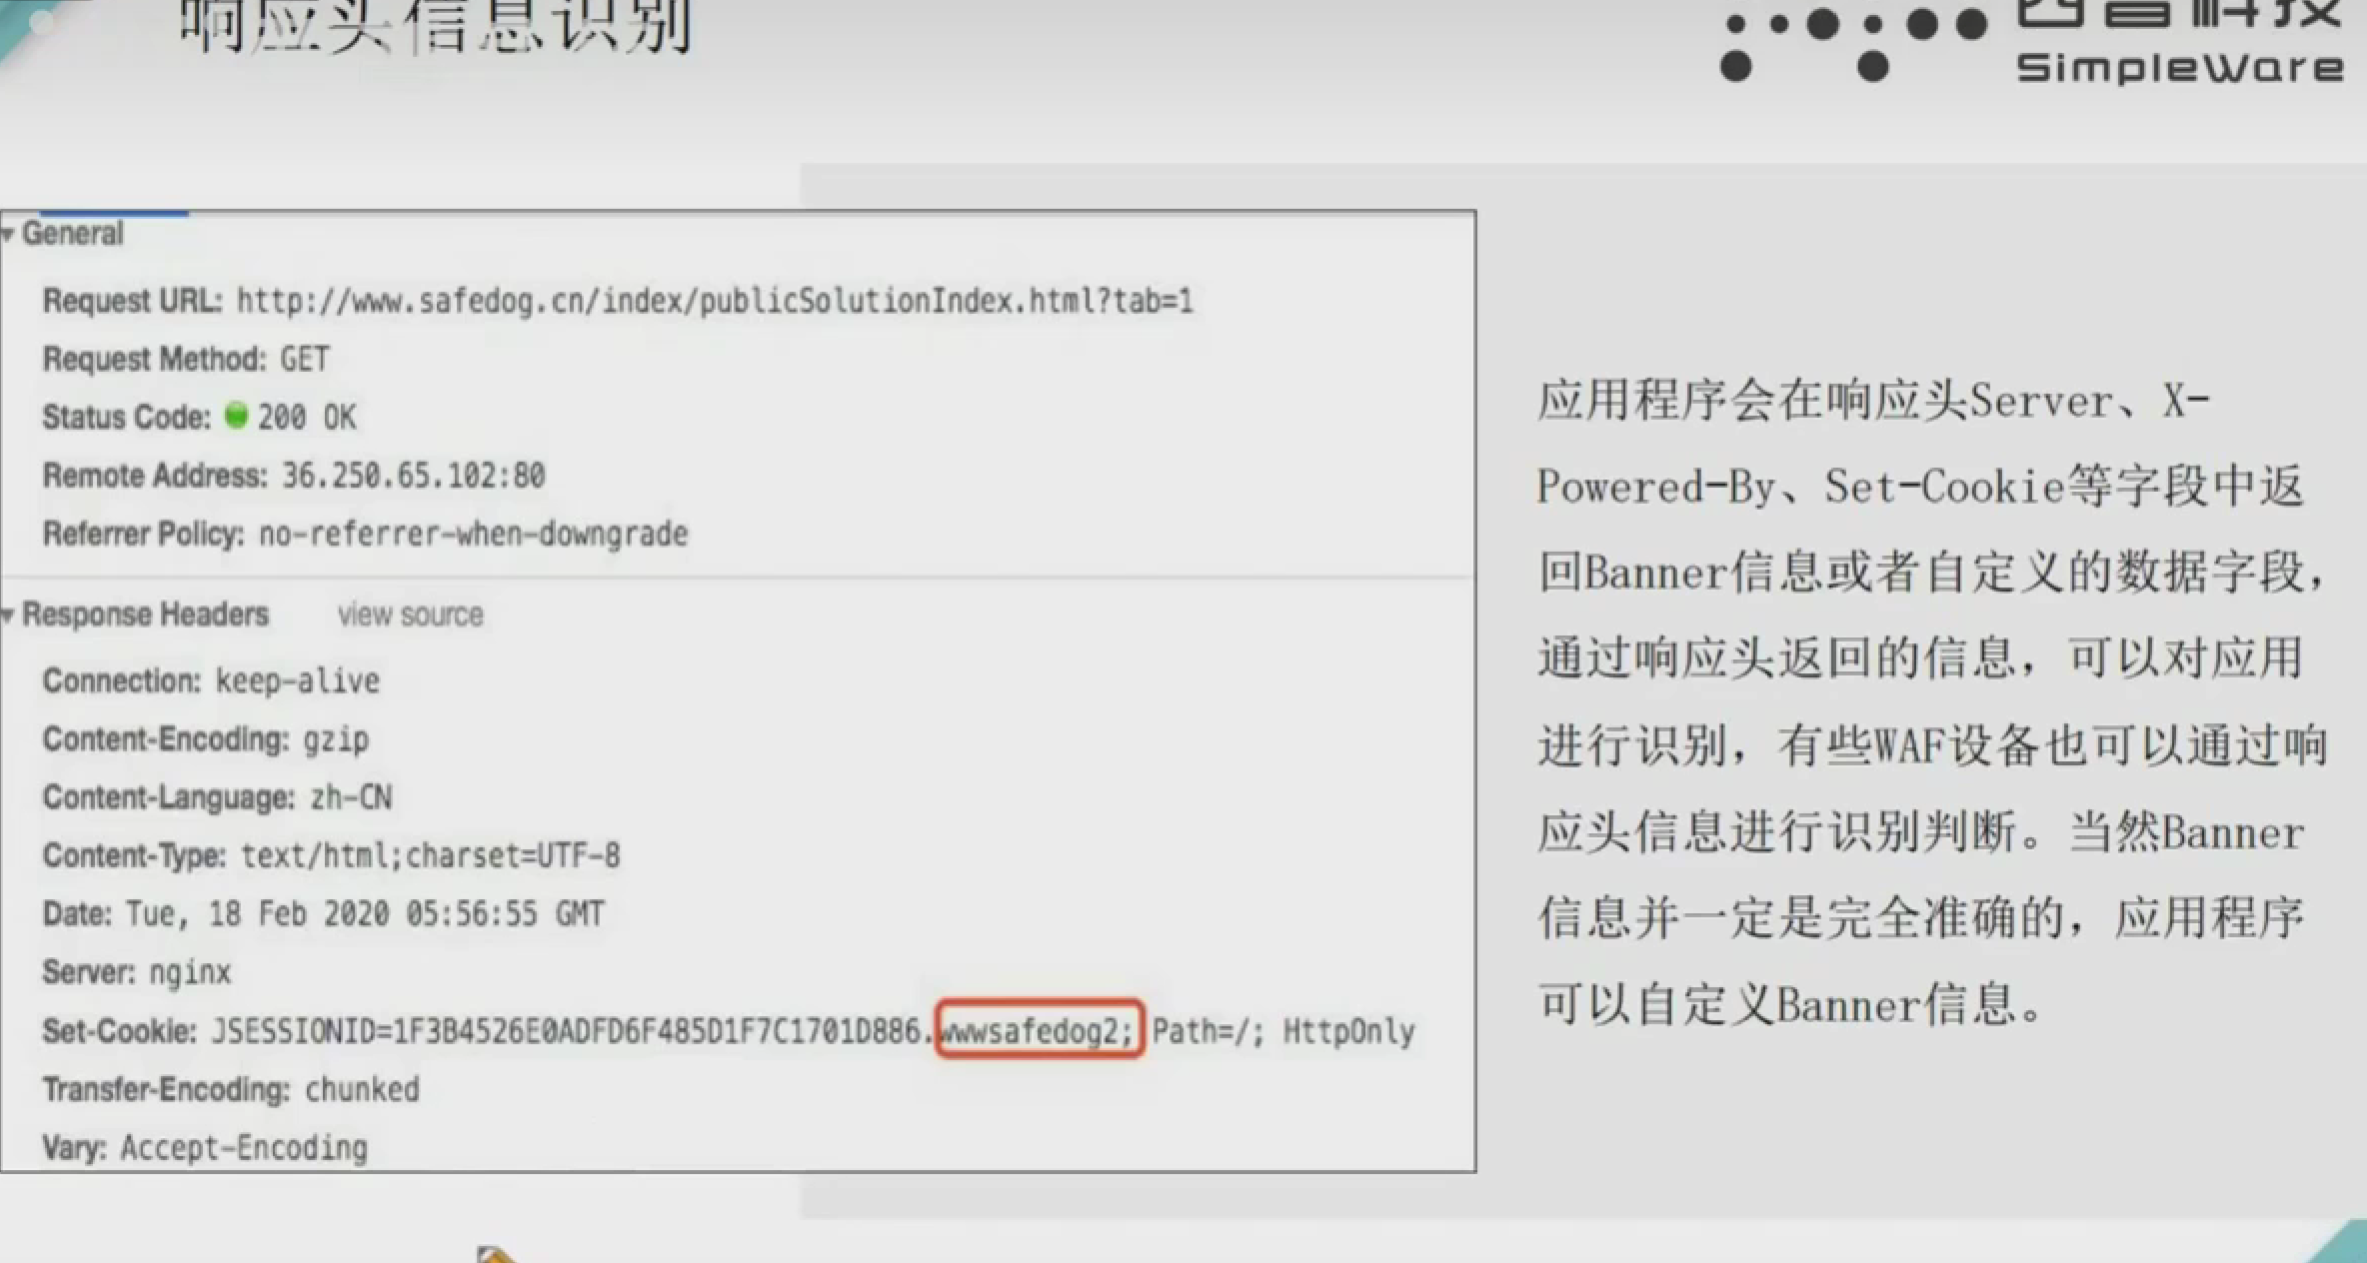 响应头信息识别
四普科技
SimpleWare
General
Request URL: http://www.safedog.cn/index/publicSolutionIndex.html?tab=1
Request Method: GET
Status Code: 200 OK
Remote Address: 36.250.65.102:80
Referrer Policy: no-referrer-when-downgrade
Response Headers view source
Connection: keep-alive
Content-Encoding: gzip
Content-Language: zh-CN
Content-Type: text/html;charset=UTF-8
Date: Tue, 18 Feb 2020 05:56:55 GMT
Server: nginx
Set-Cookie: JSESSIONID=1F3B4526E0ADFD6F485D1F7C1701D886.wwwsafedog2; Path=/; HttpOnly
Transfer-Encoding: chunked
Vary: Accept-Encoding
应用程序会在响应头Server、X-
Powered-By、Set-Cookie等字段中返
回Banner信息或者自定义的数据字段，
通过响应头返回的信息，可以对应用
进行识别，有些WAF设备也可以通过响
应头信息进行识别判断。当然Banner
信息并一定是完全准确的，应用程序
可以自定义Banner信息。